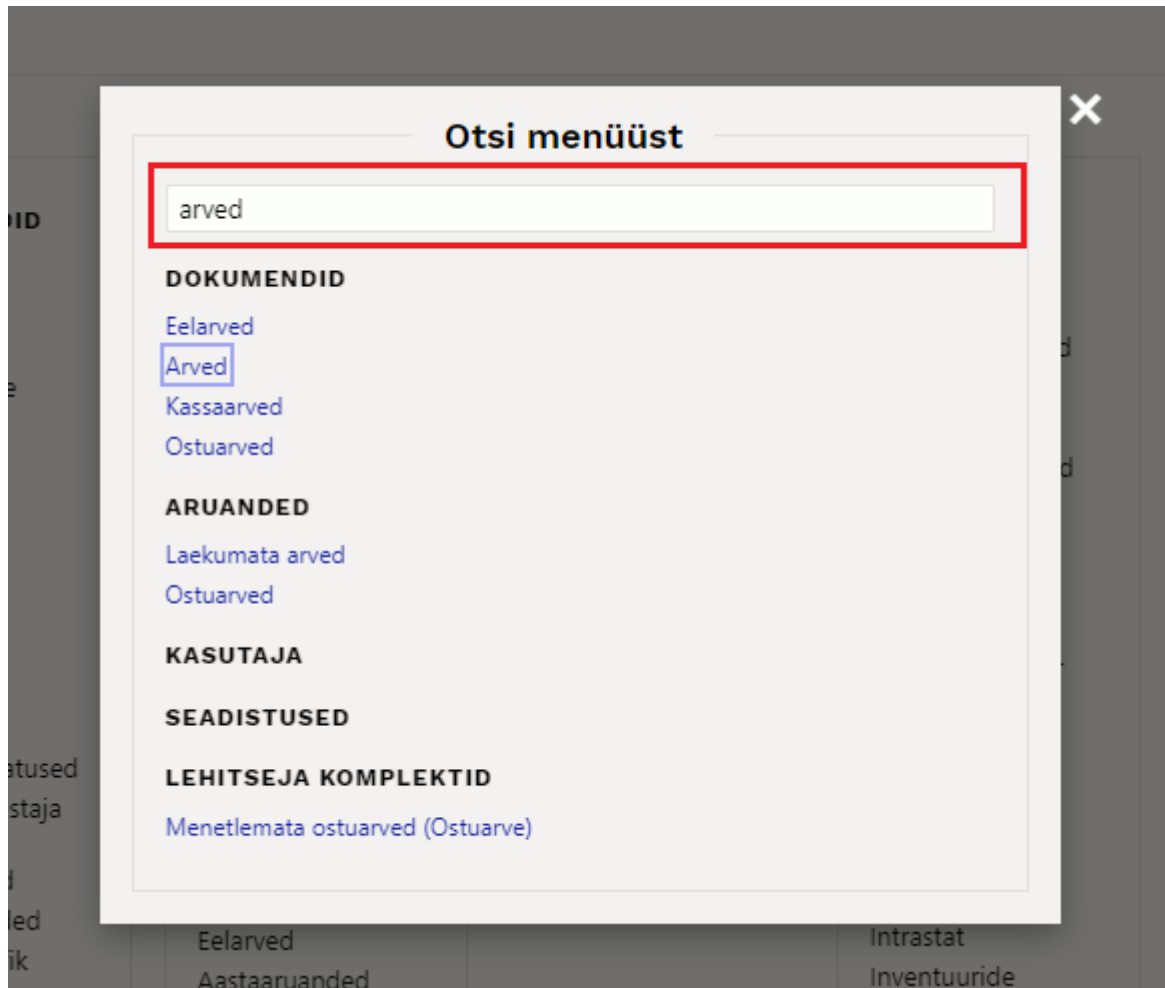 Otsi menüüst
arved
DOKUMENDID
Eelarved
Arved
Kassaarved
Ostuarved
ARUANDED
Laekumata arved
Ostuarved
KASUTAJA
SEADISTUSED
LEHITSEJA KOMPLEKTID
Menetlemata ostuarved (Ostuarve)
Eelarved
Aastaaruanded
Intrastat
Inventuuride